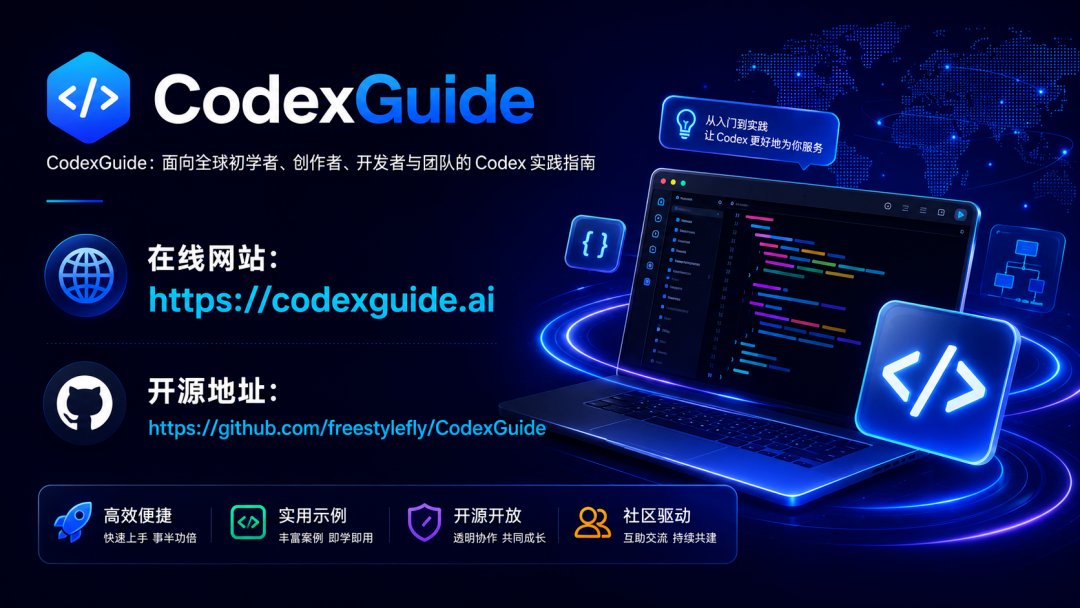 </>
CodexGuide
CodexGuide：面向全球初学者、创作者、开发者与团队的 Codex 实践指南
从入门到实践
让 Codex 更好地为你服务
{ }
在线网站：
https://codexguide.ai
</>
开源地址：
https://github.com/freestylefly/CodexGuide
</>
高效便捷
快速上手 事半功倍
实用示例
丰富案例 即学即用
开源开放
透明协作 共同成长
社区驱动
互助交流 持续共建